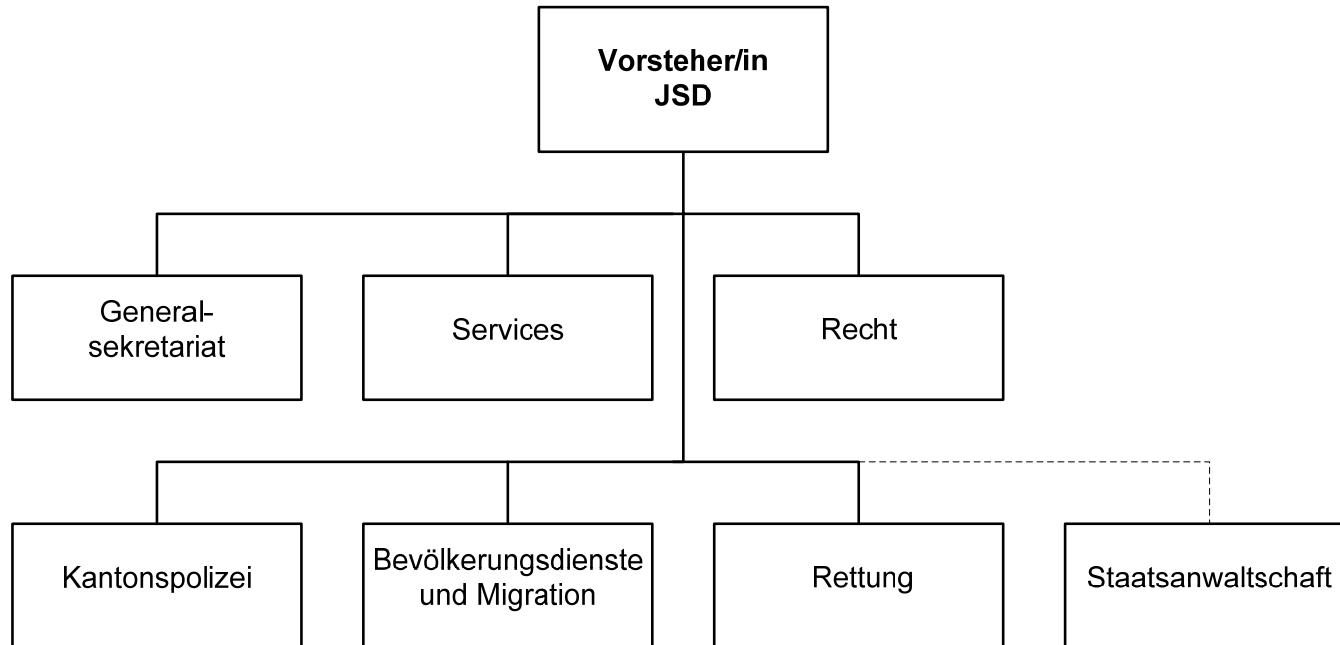 Vorsteher/in
JSD
General-
sekretariat
Services
Recht
Kantonspolizei
Bevölkerungsdienste
und Migration
Rettung
Staatsanwaltschaft